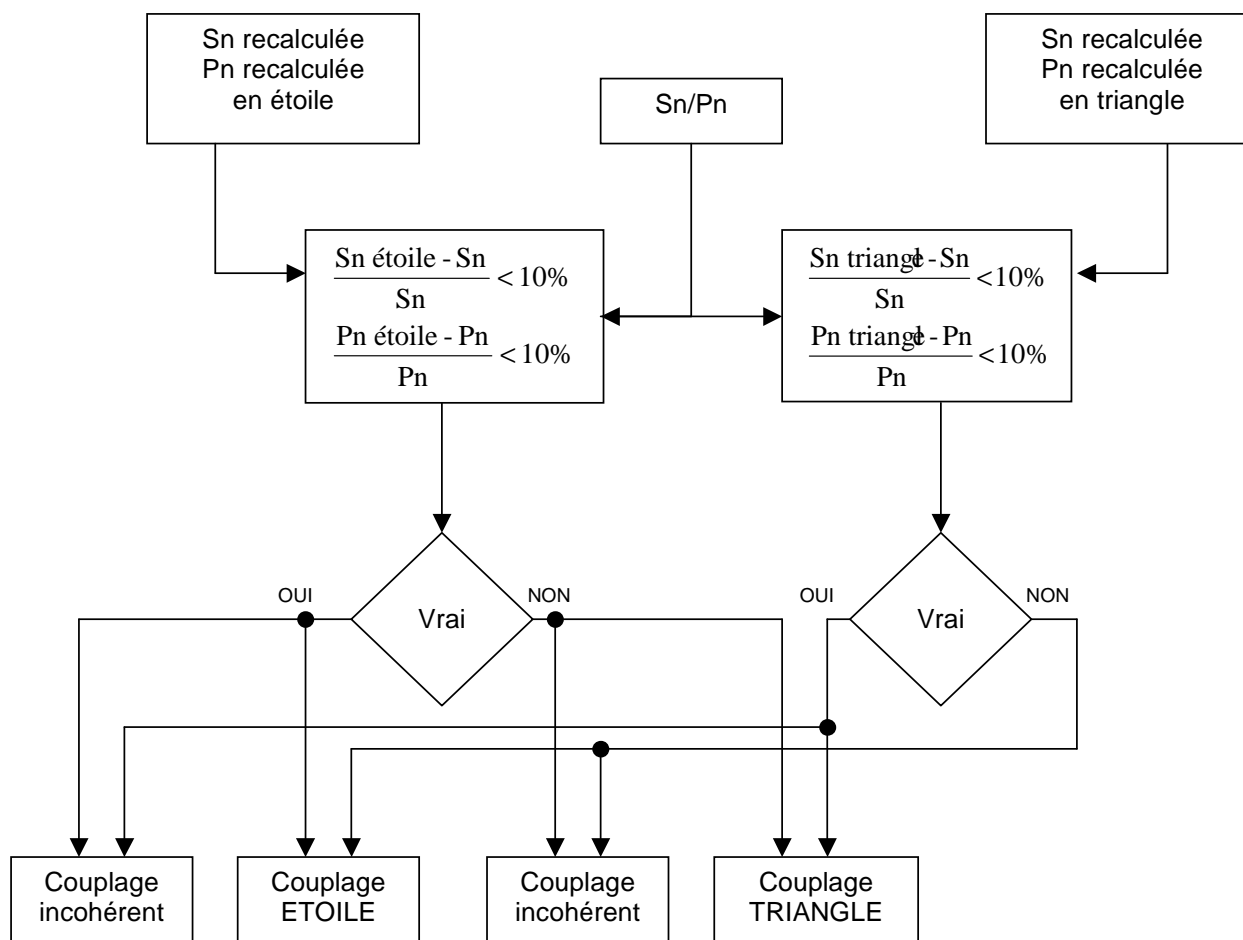 Sn recalculée
Pn recalculée
en étoile
Sn/Pn
Sn recalculée
Pn recalculée
en triangle
Sn étoile - Sn
Sn
< 10%
Pn étoile - Pn
Pn
< 10%
Sn triangle - Sn
Sn
< 10%
Pn triangle - Pn
Pn
< 10%
OUI
Vrai
NON
OUI
Vrai
NON
Couplage
incohérent
Couplage
ETOILE
Couplage
incohérent
Couplage
TRIANGLE